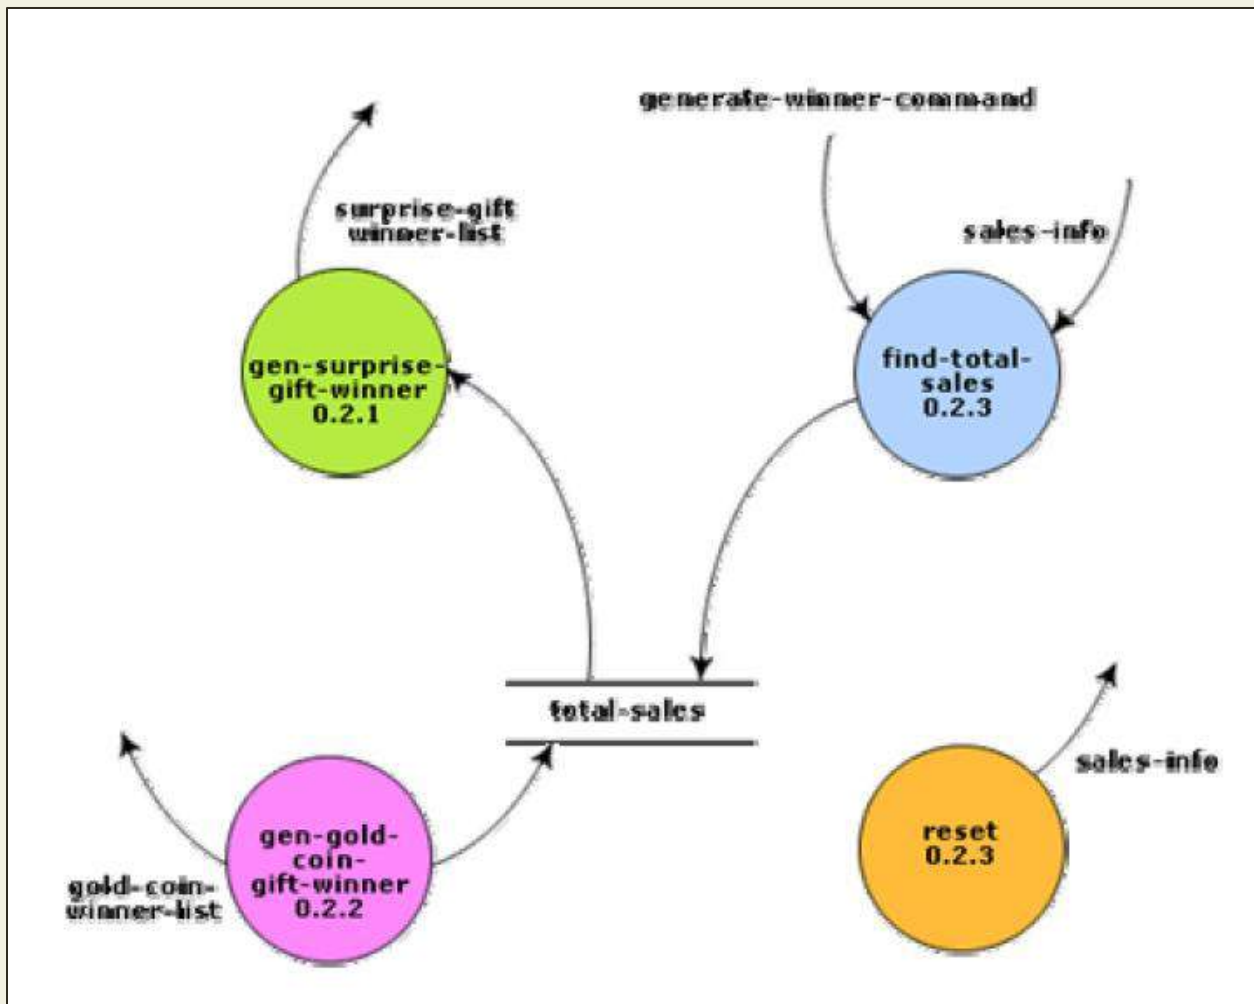 generate-winner-command
surprise-gift
winner-list
sales-info
gen-surprise-
gift-winner
0.2.1
find-total-
sales
0.2.3
total-sales
gold-coin-
winner-list
gen-gold-
coin-
gift-winner
0.2.2
reset
0.2.3
sales-info